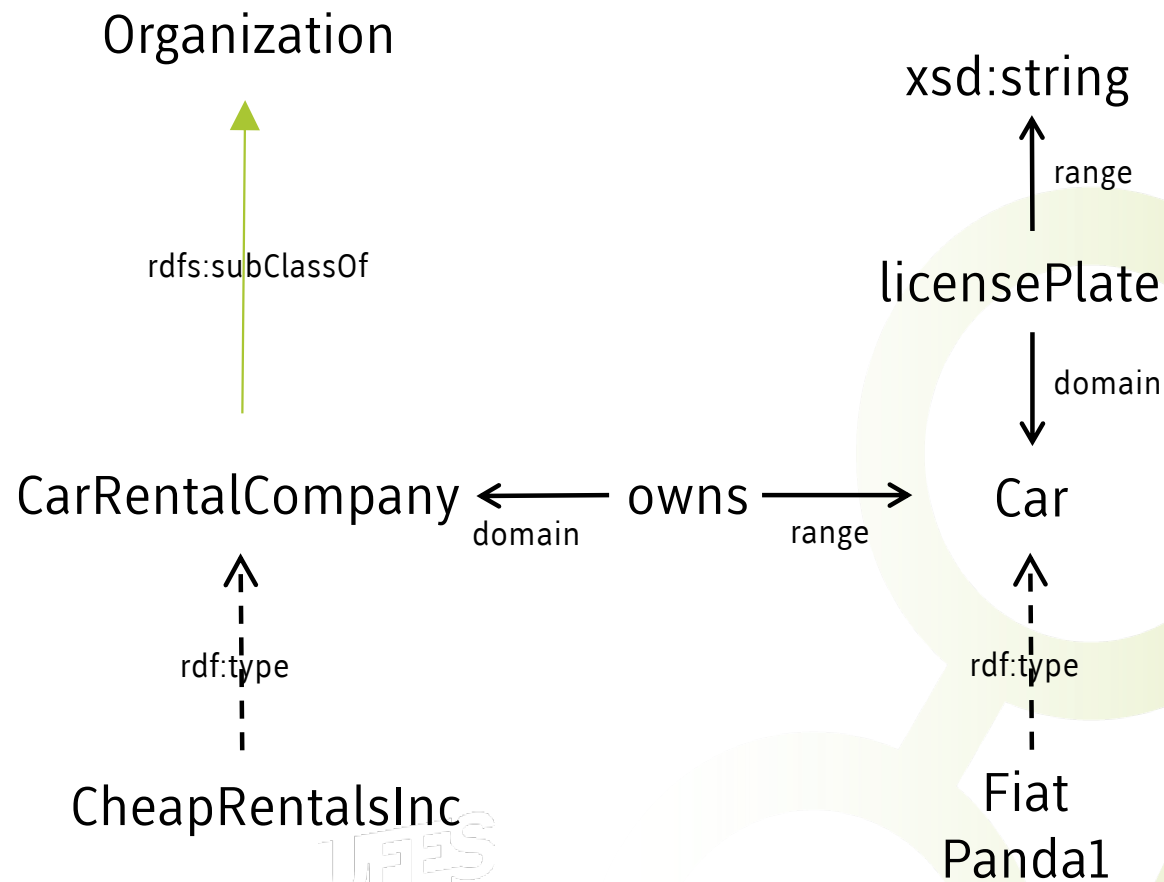 Organization
xsd:string
range
rdfs:subClassOf
licensePlate
domain
CarRentalCompany
owns
Car
domain
range
rdf:type
rdf:type
CheapRentalsInc
Fiat
Panda1